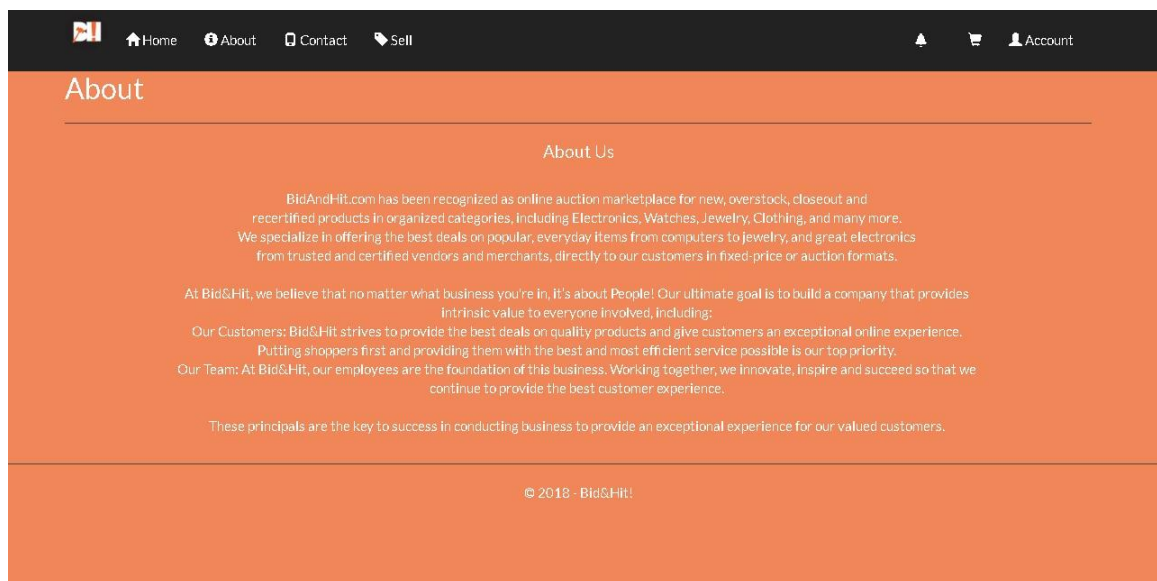 Home About Contact Sell Account
About
About Us
BidAndHit.com has been recognized as online auction marketplace for new, overstock, closeout and
recertified products in organized categories, including Electronics, Watches, Jewelry, Clothing, and many more.
We specialize in offering the best deals on popular, everyday items from computers to jewelry, and great electronics
from trusted and certified vendors and merchants, directly to our customers in fixed-price or auction formats.
At Bid&Hit, we believe that no matter what business you're in, it's about People! Our ultimate goal is to build a company that provides
intrinsic value to everyone involved, including:
Our Customers: Bid&Hit strives to provide the best deals on quality products and give customers an exceptional online experience.
Putting shoppers first and providing them with the best and most efficient service possible is our top priority.
Our Team: At Bid&Hit, our employees are the foundation of this business. Working together, we innovate, inspire and succeed so that we
continue to provide the best customer experience.
These principals are the key to success in conducting business to provide an exceptional experience for our valued customers.
© 2018 - Bid&Hit!